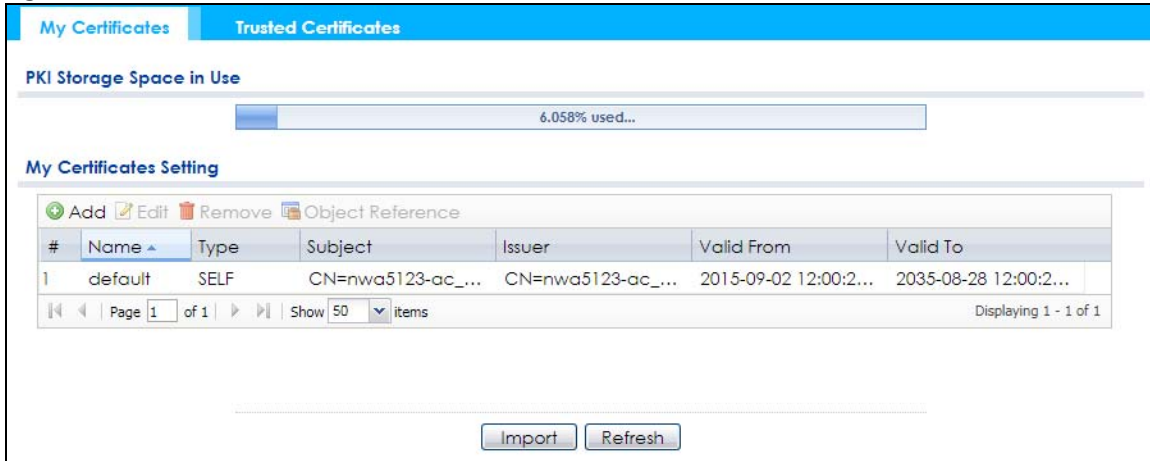 My Certificates Trusted Certificates
PKI Storage Space in Use
6.058% used...
My Certificates Setting
Add Edit Remove Object Reference
# Name Type Subject Issuer Valid From Valid To
1 default SELF CN=nwa5123-ac_... CN=nwa5123-ac_... 2015-09-02 12:00:2... 2035-08-28 12:00:2...
Page 1 of 1 Show 50 items Displaying 1 - 1 of 1
Import Refresh